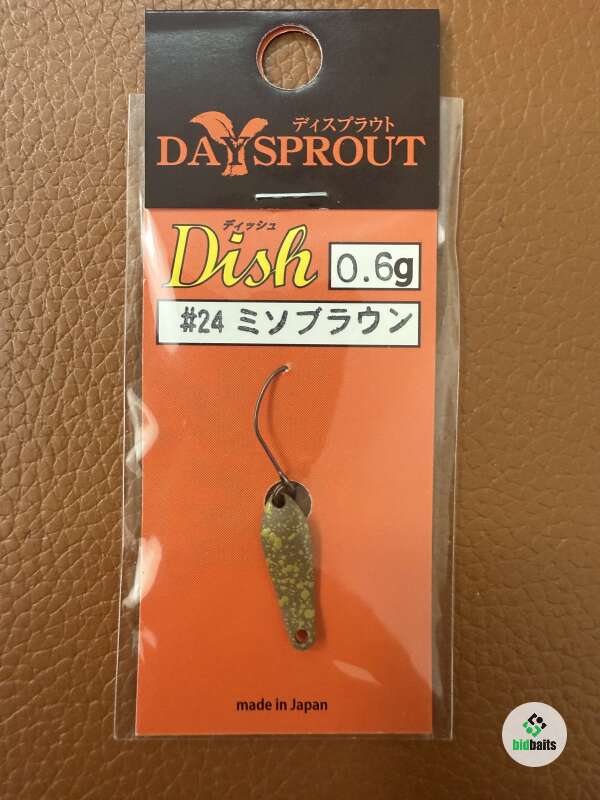 ディスプラウト
DAYSPROUT
ディッシュ
Dish
0.6g
#24 ミソブラウン
made in Japan
bidbaits